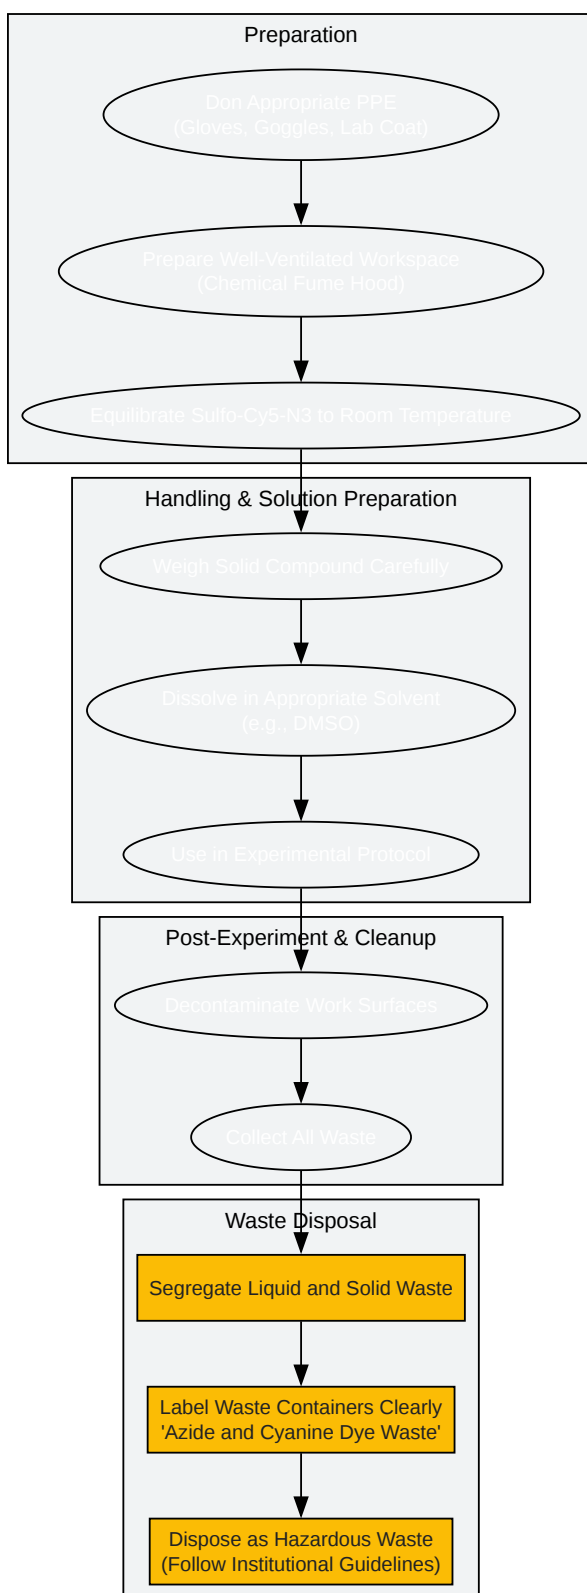 Preparation
Don Appropriate PPE
(Gloves, Goggles, Lab Coat)
Prepare Well-Ventilated Workspace
(Chemical Fume Hood)
Equilibrate Sulfo-Cy5-N3 to Room Temperature
Handling & Solution Preparation
Weigh Solid Compound Carefully
Dissolve in Appropriate Solvent
(e.g., DMSO)
Use in Experimental Protocol
Post-Experiment & Cleanup
Decontaminate Work Surfaces
Collect All Waste
Waste Disposal
Segregate Liquid and Solid Waste
Label Waste Containers Clearly
'Azide and Cyanine Dye Waste'
Dispose as Hazardous Waste
(Follow Institutional Guidelines)